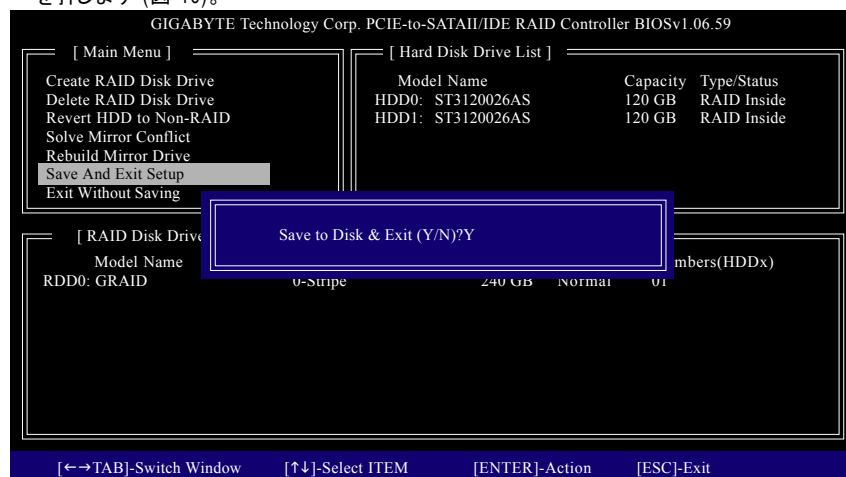 を押します (図 10)。
GIGABYTE Technology Corp. PCIE-to-SATAII/IDE RAID Controller BIOSv1.06.59
[ Main Menu ]
Create RAID Disk Drive
Delete RAID Disk Drive
Revert HDD to Non-RAID
Solve Mirror Conflict
Rebuild Mirror Drive
Save And Exit Setup
Exit Without Saving
[ Hard Disk Drive List ]
Model Name Capacity Type/Status
HDD0: ST3120026AS 120 GB RAID Inside
HDD1: ST3120026AS 120 GB RAID Inside
Save to Disk & Exit (Y/N)?Y
[ RAID Disk Drive
Model Name mbers(HDDx)
RDD0: GRAID 0-Stripe 240 GB Normal 01
[←→TAB]-Switch Window [↑↓]-Select ITEM [ENTER]-Action [ESC]-Exit